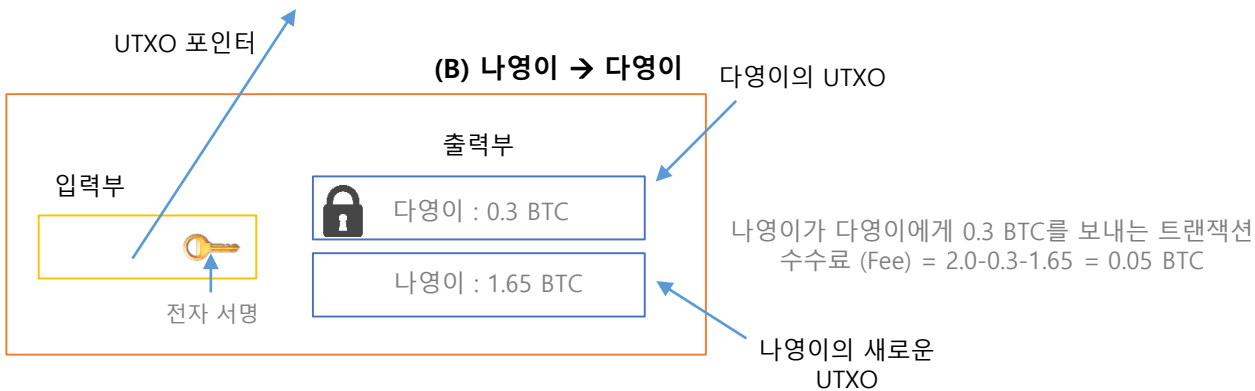 UTXO 포인터
(B) 나영이 → 다영이
다영이의 UTXO
출력부
입력부
다영이 : 0.3 BTC
나영이가 다영이에게 0.3 BTC를 보내는 트랜잭션
수수료 (Fee) = 2.0-0.3-1.65 = 0.05 BTC
나영이 : 1.65 BTC
전자 서명
나영이의 새로운
UTXO